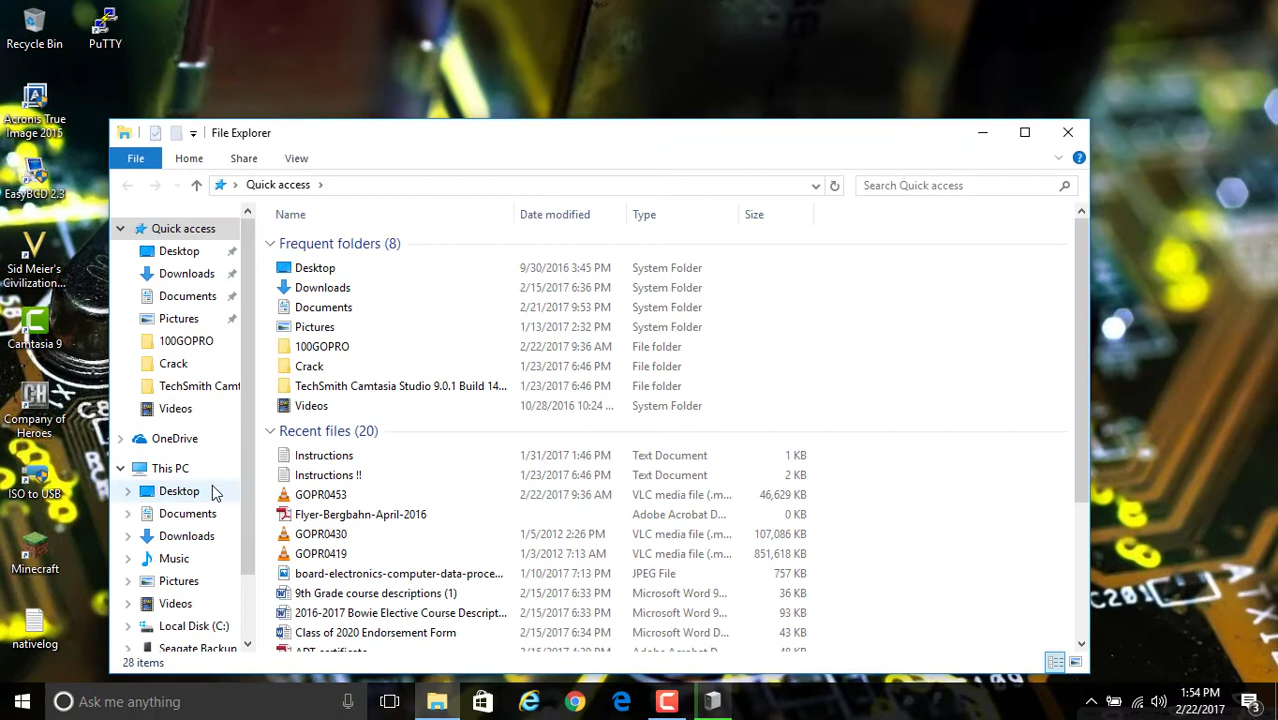 Recycle Bin
PuTTY
Acronis True
Image 2015
EasyBCD 2.3
Sid Meier's
Civilization...
Camtasia 9
Company of
Heroes
ISO to USB
Minecraft
nativelog
File Explorer
File Home Share View
Quick access
Search Quick access
Quick access
Desktop
Downloads
Documents
Pictures
100GOPRO
Crack
TechSmith Camt
Videos
OneDrive
This PC
Desktop
Documents
Downloads
Music
Pictures
Videos
Local Disk (C:)
Seagate Backup
Name Date modified Type Size
Frequent folders (8)
Desktop 9/30/2016 3:45 PM System Folder
Downloads 2/15/2017 6:36 PM System Folder
Documents 2/21/2017 9:53 PM System Folder
Pictures 1/13/2017 2:32 PM System Folder
100GOPRO 2/22/2017 9:36 AM File folder
Crack 1/23/2017 6:46 PM File folder
TechSmith Camtasia Studio 9.0.1 Build 14... 1/23/2017 6:46 PM File folder
Videos 10/28/2016 10:24 ... System Folder
Recent files (20)
Instructions 1/31/2017 1:46 PM Text Document 1 KB
Instructions !! 1/23/2017 6:46 PM Text Document 2 KB
GOPR0453 2/22/2017 9:36 AM VLC media file (.m... 46,629 KB
Flyer-Bergbahn-April-2016 Adobe Acrobat D... 0 KB
GOPR0430 1/5/2012 2:26 PM VLC media file (.m... 107,086 KB
GOPR0419 1/3/2012 7:13 AM VLC media file (.m... 851,618 KB
board-electronics-computer-data-proce... 1/10/2017 7:13 PM JPEG File 757 KB
9th Grade course descriptions (1) 2/15/2017 6:33 PM Microsoft Word 9... 36 KB
2016-2017 Bowie Elective Course Descript... 2/15/2017 6:33 PM Microsoft Word 9... 93 KB
Class of 2020 Endorsement Form 2/15/2017 6:34 PM Microsoft Word D... 43 KB
28 items
C201
Ask me anything
1:54 PM
2/22/2017
3